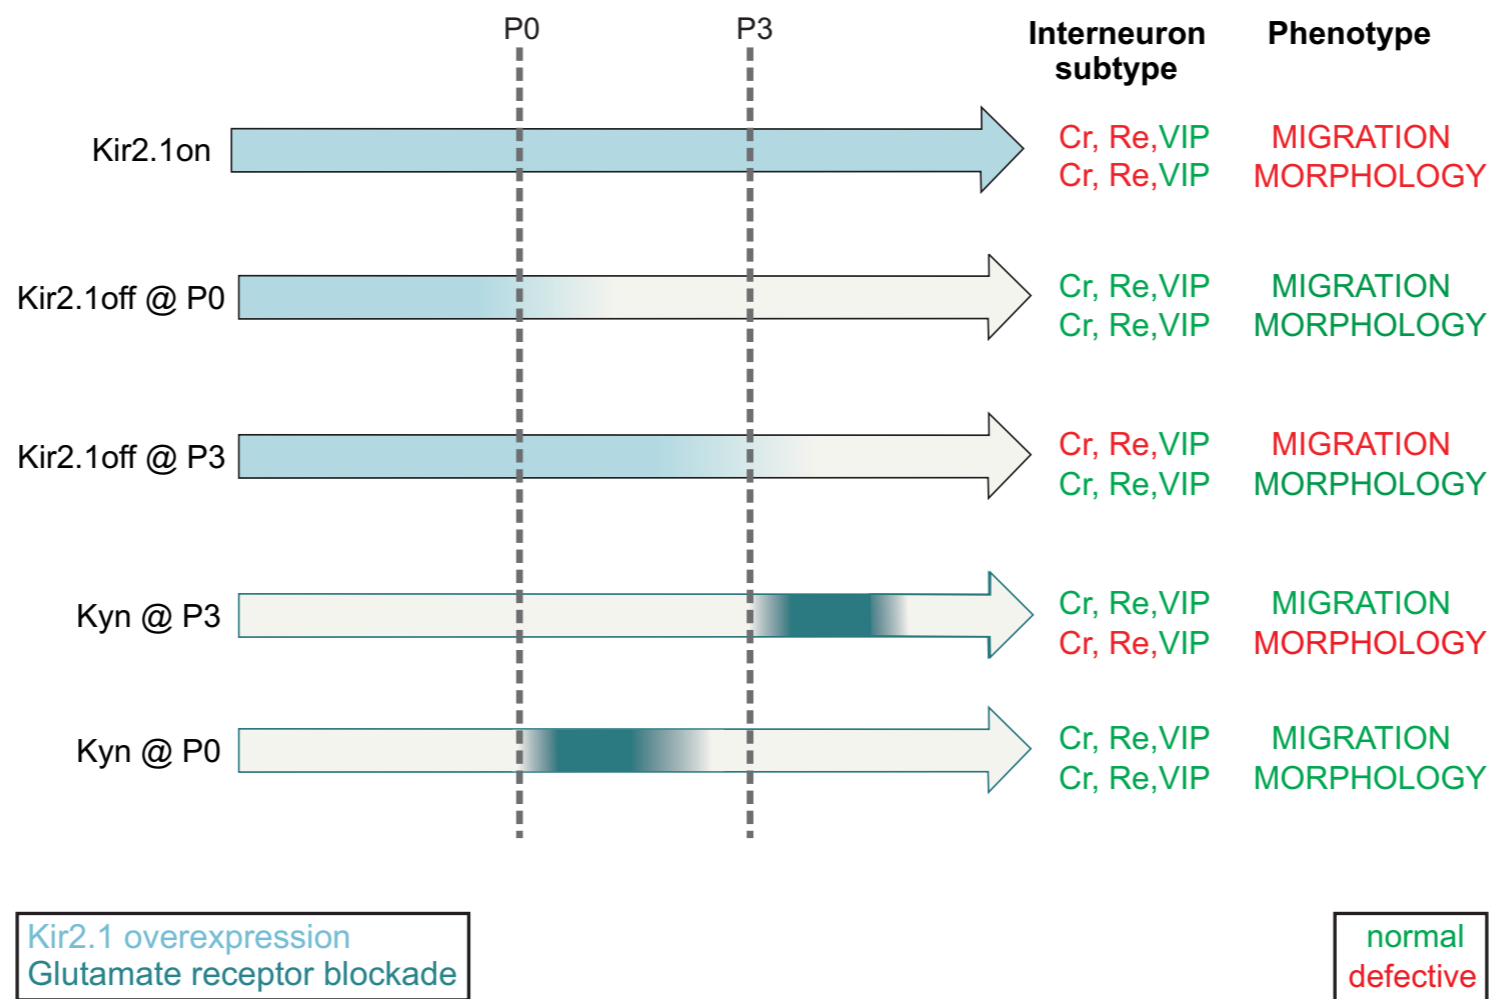 P0 P3
Interneuron subtype Phenotype
Kir2.1on
Cr, Re,VIP MIGRATION
Cr, Re,VIP MORPHOLOGY
Kir2.1off @ P0
Cr, Re,VIP MIGRATION
Cr, Re,VIP MORPHOLOGY
Kir2.1off @ P3
Cr, Re,VIP MIGRATION
Cr, Re,VIP MORPHOLOGY
Kyn @ P3
Cr, Re,VIP MIGRATION
Cr, Re,VIP MORPHOLOGY
Kyn @ P0
Cr, Re,VIP MIGRATION
Cr, Re,VIP MORPHOLOGY
Kir2.1 overexpression
Glutamate receptor blockade
normal
defective